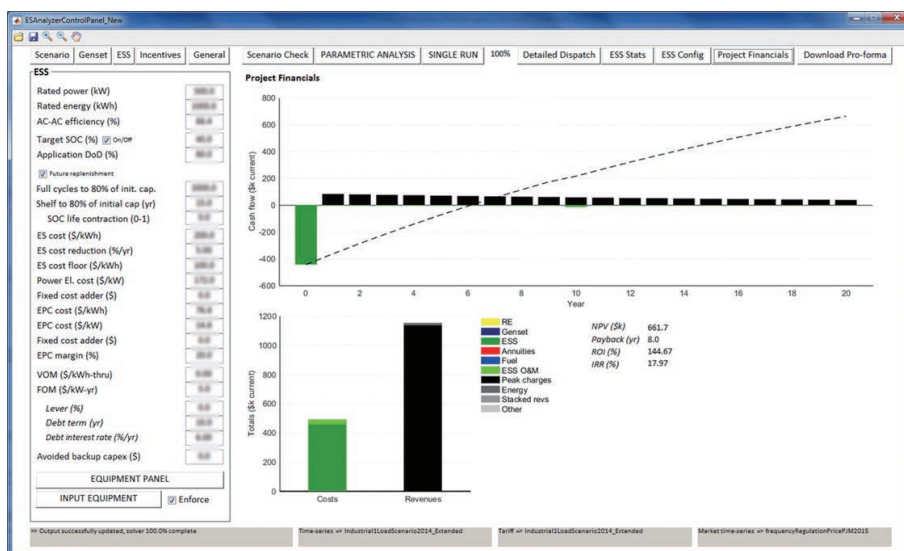 ESAnalyzerControlPanel_New
Scenario Genset ESS Incentives General Scenario Check PARAMETRIC ANALYSIS SINGLE RUN 100% Detailed Dispatch ESS Stats ESS Config Project Financials Download Pro-forma
ESS
Rated power (kW)
Rated energy (kWh)
AC-AC efficiency (%)
Target SOC (%) On/Off
Application DoD (%)
Future replenishment
Full cycles to 80% of init. cap.
Shelf to 80% of initial cap (yr)
SOC life contraction (0-1)
ES cost ($/kWh)
ES cost reduction (%/yr)
ES cost floor ($/kWh)
Power El. cost ($/kW)
Fixed cost adder ($)
EPC cost ($/kWh)
EPC cost ($/kW)
Fixed cost adder ($)
EPC margin (%)
VOM ($/kWh-thru)
FOM ($/kW-yr)
Lever (%)
Debt term (yr)
Debt interest rate (%/yr)
Avoided backup capex ($)
EQUIPMENT PANEL
INPUT EQUIPMENT Enforce
Project Financials
Cash flow ($k current)
800
600
400
200
0
-200
-400
-600
0 2 4 6 8 10 12 14 16 18 20
Year
Totals ($k current)
1200
1000
800
600
400
200
0
Costs Revenues
RE
Genset
ESS
Annuities
Fuel
ESS O&M
Peak charges
Energy
Stacked revs
Other
NPV ($k) 661.7
Payback (yr) 8.0
ROI (%) 144.67
IRR (%) 17.97
>> Output successfully updated, solver 100.0% complete
Time-series => Industrial1LoadScenario2014_Extended
Tariff => Industrial1LoadScenario2014_Extended
Market time-series => frequencyRegulationPricePJM2015